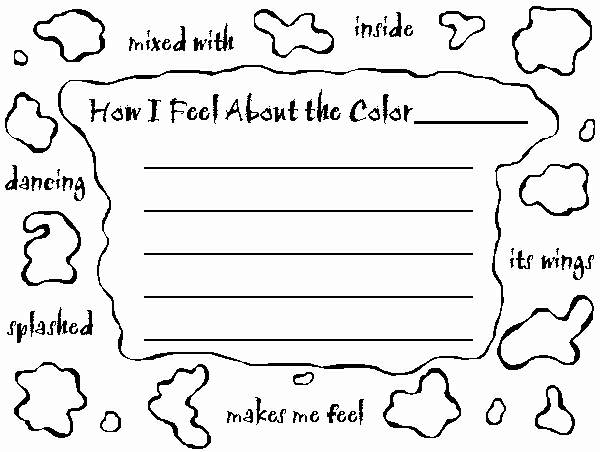 mixed with
inside
How I Feel About the Color
dancing
its wings
splashed
makes me feel